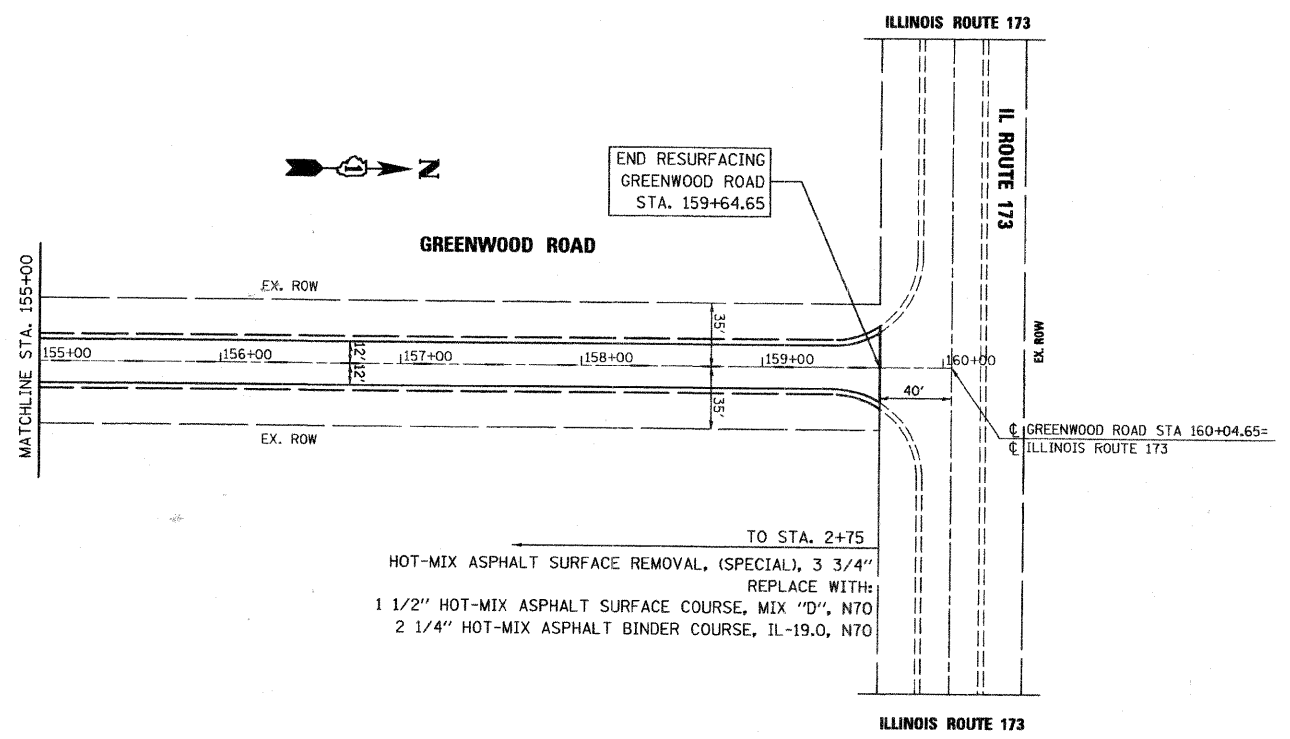 ILLINOIS ROUTE 173
IL ROUTE 173
END RESURFACING
GREENWOOD ROAD
STA. 159+64.65
N
GREENWOOD ROAD
MATCHLINE STA. 155+00
EX. ROW
35'
155+00
156+00
12'
157+00
158+00
159+00
160+00
12'
EX. ROW
40'
35'
EX. ROW
℄ GREENWOOD ROAD STA 160+04.65=
℄ ILLINOIS ROUTE 173
TO STA. 2+75
HOT-MIX ASPHALT SURFACE REMOVAL, (SPECIAL), 3 3/4"
REPLACE WITH:
1 1/2" HOT-MIX ASPHALT SURFACE COURSE, MIX "D", N70
2 1/4" HOT-MIX ASPHALT BINDER COURSE, IL-19.0, N70
ILLINOIS ROUTE 173